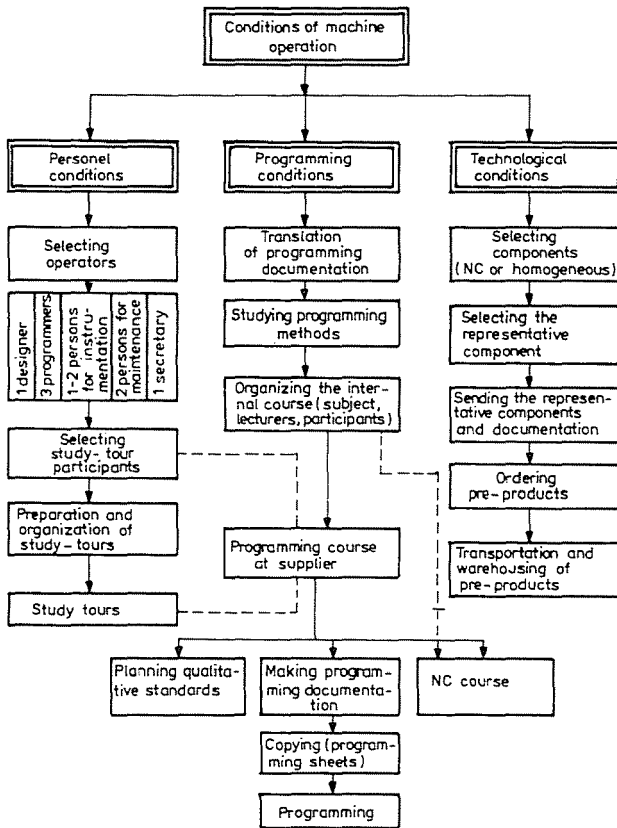 Conditions of machine
operation
Personel
conditions
Programming
conditions
Technological
conditions
Selecting
operators
Translation
of programming
documentation
Selecting
components
(NC or homogeneous)
1 designer
3 programmers
1-2 persons
for instru-
mentation
2 persons for
maintenance
1 secretary
Studying programming
methods
Selecting the
representative
component
Organizing the inter-
nal course (subject,
lecturers, participants)
Sending the represen-
tative components
and documentation
Selecting
study-tour
participants
Ordering
pre-products
Preparation and
organization of
study-tours
Programming course
at supplier
Transportation and
warehousing of
pre-products
Study tours
Planning qualita-
tive standards
Making program-
ming documenta-
tion
NC course
Copying (program-
ming sheets)
Programming